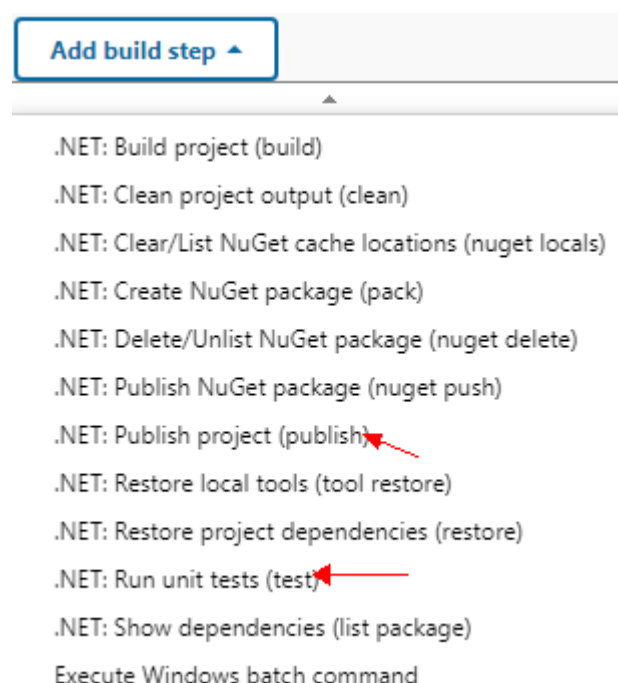 Add build step
.NET: Build project (build)
.NET: Clean project output (clean)
.NET: Clear/List NuGet cache locations (nuget locals)
.NET: Create NuGet package (pack)
.NET: Delete/Unlist NuGet package (nuget delete)
.NET: Publish NuGet package (nuget push)
.NET: Publish project (publish)
.NET: Restore local tools (tool restore)
.NET: Restore project dependencies (restore)
.NET: Run unit tests (test)
.NET: Show dependencies (list package)
Execute Windows batch command